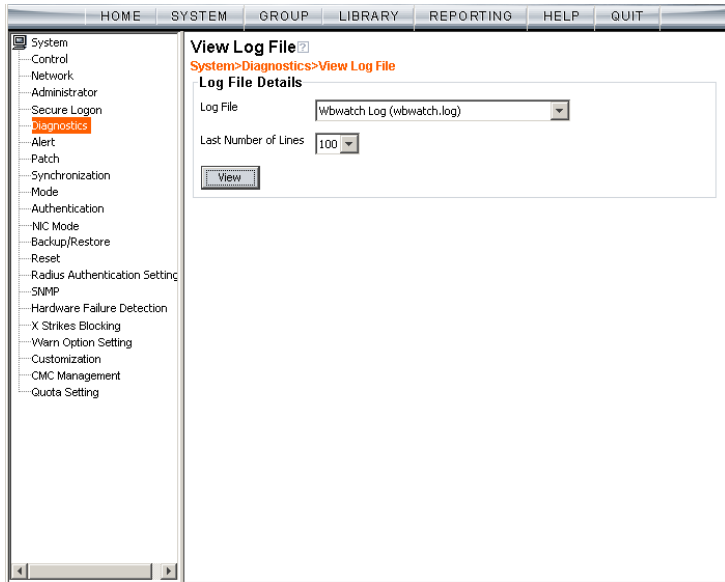 HOME SYSTEM GROUP LIBRARY REPORTING HELP QUIT
System
Control
Network
Administrator
Secure Logon
Diagnostics
Alert
Patch
Synchronization
Mode
Authentication
NIC Mode
Backup/Restore
Reset
Radius Authentication Setting
SNMP
Hardware Failure Detection
X Strikes Blocking
Warn Option Setting
Customization
CMC Management
Quota Setting
View Log File ?
System>Diagnostics>View Log File
Log File Details
Log File Wbwatch Log (wbwatch.log)
Last Number of Lines 100
View